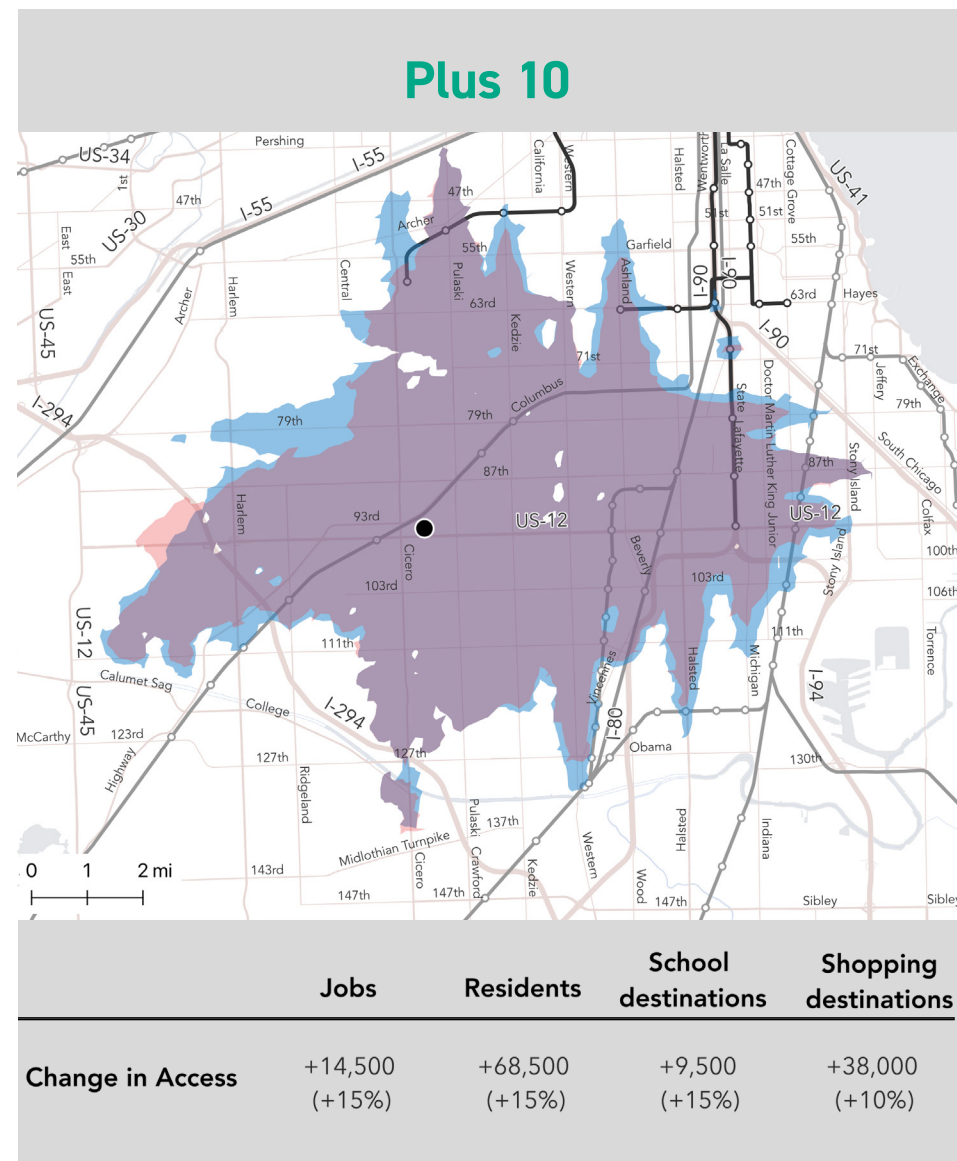 Plus 10
Pershing
US-34
I-55
1st
47th
US-30
I-55
East
55th
East
Archer
Harlem
Central
Archer
47th
55th
Pulaski
63rd
Kedzie
California
Western
Western
Garfield
Ashland
71st
Halsted
Wentworth
La Salle
51st
I-90
I-90
47th
51st
Cottage Grove
55th
US-41
63rd
Hayes
I-90
71st
Jeffery
Exchange
79th
South Chicago
US-45
I-294
79th
79th
Columbus
87th
State
Lafayette
Doctor Martin Luther King Junior
87th
Stony Island
Colfax
Harlem
93rd
US-12
US-12
Cicero
103rd
Beverly
103rd
Stony Island
100th
106th
US-12
US-45
111th
Calumet Sag
College
I-294
127th
Vincennes
Halsted
Michigan
111th
I-94
Torrence
McCarthy
123rd
Highway
127th
Ridgeland
I-80
Obama
130th
Pulaski
137th
Midlothian Turnpike
Cicero
Crawford
Kedzie
Western
Wood
Halsted
Indiana
143rd
147th
147th
147th
Sibley
Sibley
0 1 2 mi
Jobs Residents School destinations Shopping destinations
Change in Access +14,500 +68,500 +9,500 +38,000
(+15%) (+15%) (+15%) (+10%)